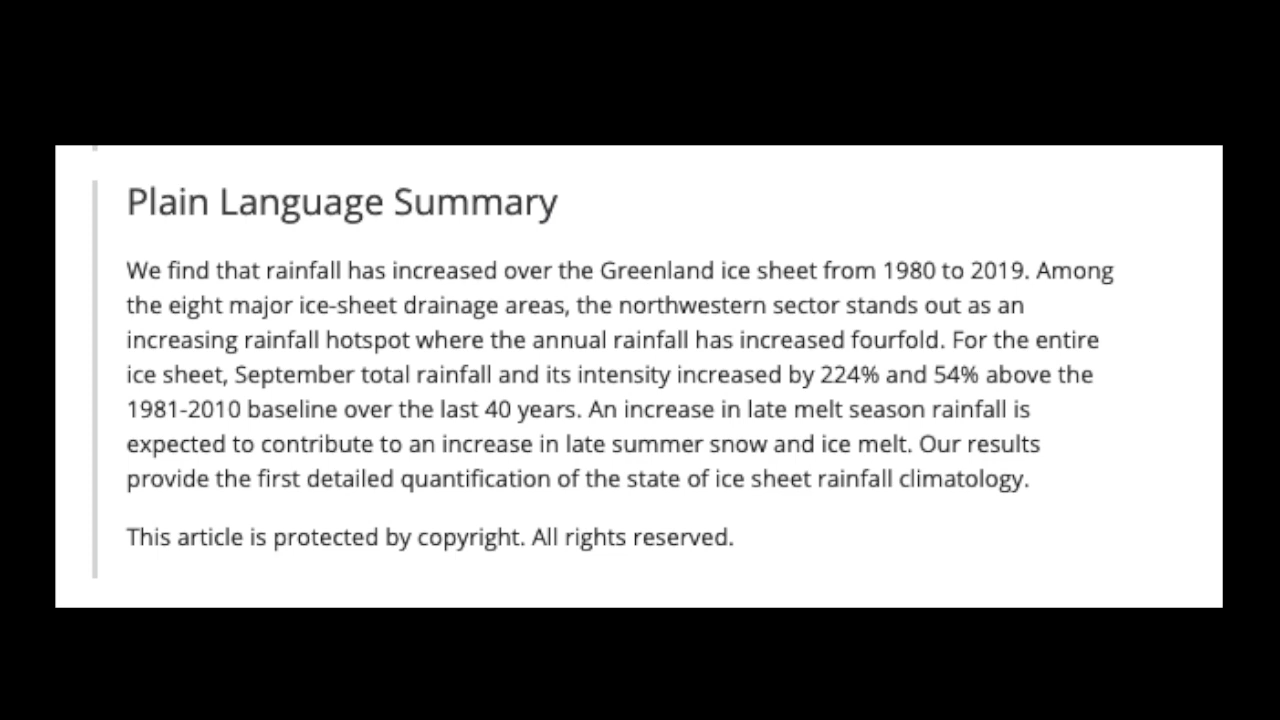 Plain Language Summary
We find that rainfall has increased over the Greenland ice sheet from 1980 to 2019. Among
the eight major ice-sheet drainage areas, the northwestern sector stands out as an
increasing rainfall hotspot where the annual rainfall has increased fourfold. For the entire
ice sheet, September total rainfall and its intensity increased by 224% and 54% above the
1981-2010 baseline over the last 40 years. An increase in late melt season rainfall is
expected to contribute to an increase in late summer snow and ice melt. Our results
provide the first detailed quantification of the state of ice sheet rainfall climatology.
This article is protected by copyright. All rights reserved.